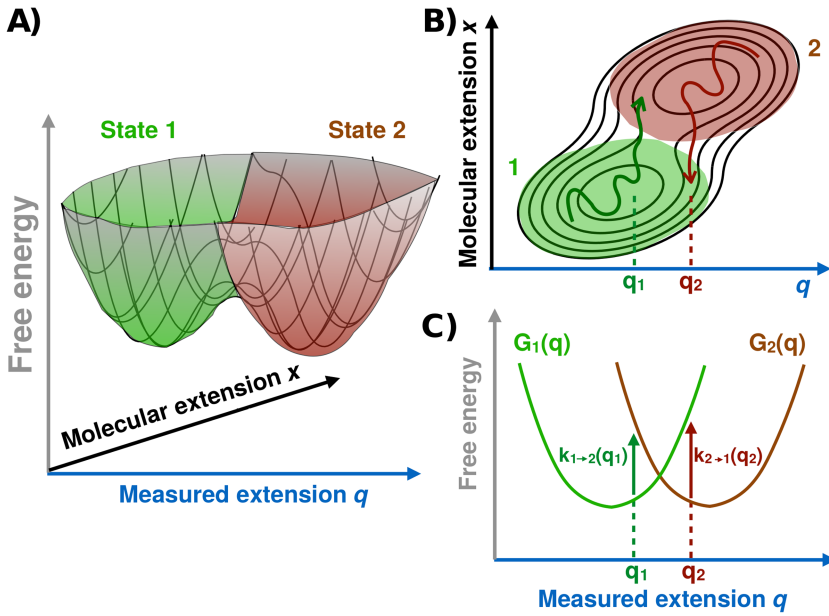 A)
State 1
State 2
Free energy
Molecular extension x
Measured extension q
B)
Molecular extension x
1
2
q₁
q₂
q
C)
Free energy
G₁(q)
G₂(q)
k₁→₂(q₁)
k₂→₁(q₂)
q₁
q₂
Measured extension q